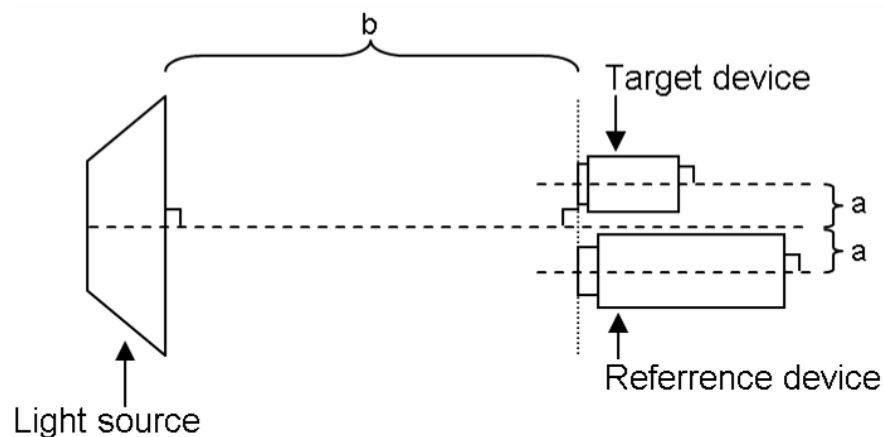 b
Target device
a
a
Referrence device
Light source